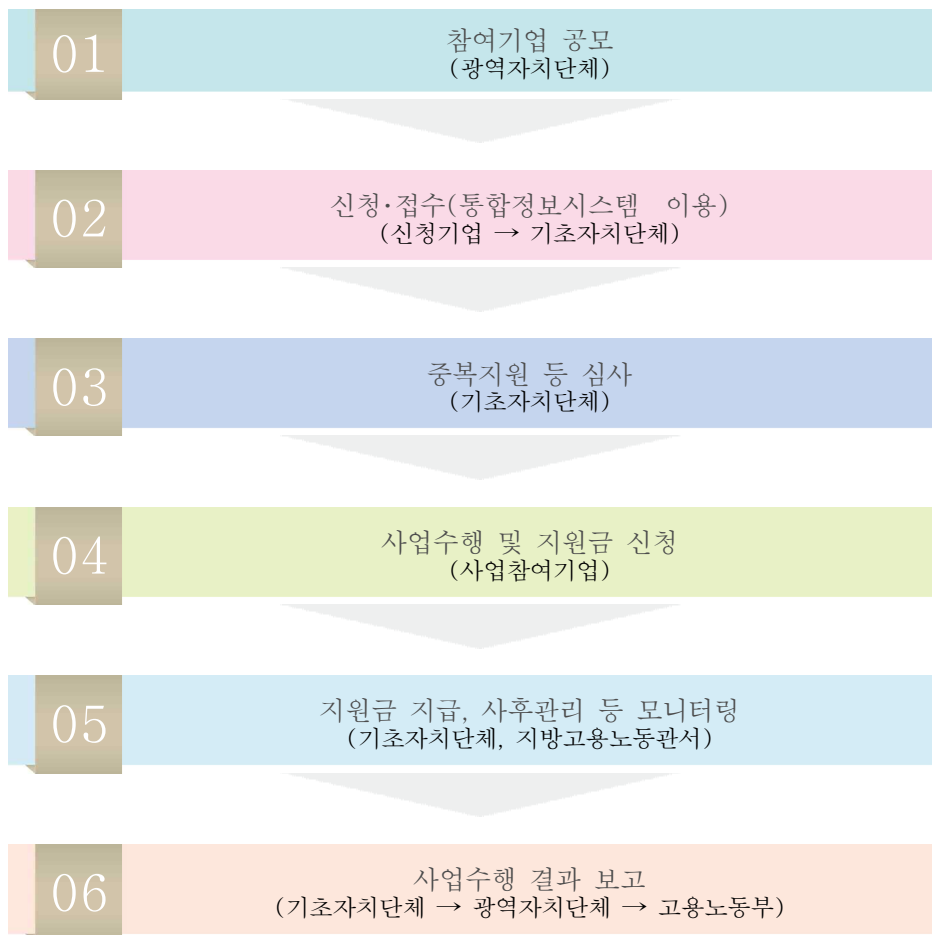 01
참여기업 공모
(광역자치단체)
02
신청·접수(통합정보시스템 이용)
(신청기업 → 기초자치단체)
03
중복지원 등 심사
(기초자치단체)
04
사업수행 및 지원금 신청
(사업참여기업)
05
지원금 지급, 사후관리 등 모니터링
(기초자치단체, 지방고용노동관서)
06
사업수행 결과 보고
(기초자치단체 → 광역자치단체 → 고용노동부)